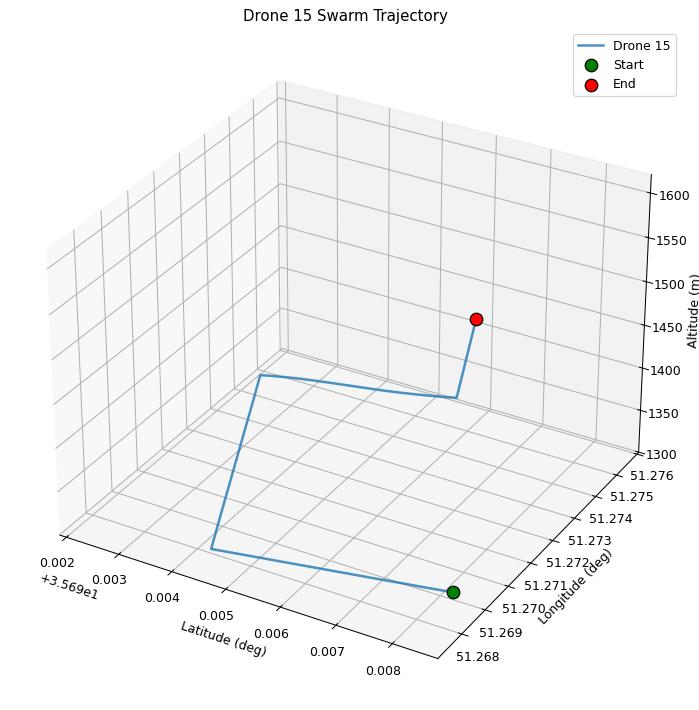 Drone 15 Swarm Trajectory
Drone 15
Start
End
1600
1550
1500
1450
1400
1350
1300
Altitude (m)
51.276
51.275
51.274
51.273
51.272
51.271
51.270
51.269
51.268
Longitude (deg)
0.002
0.003
0.004
0.005
0.006
0.007
0.008
+3.569e1
Latitude (deg)